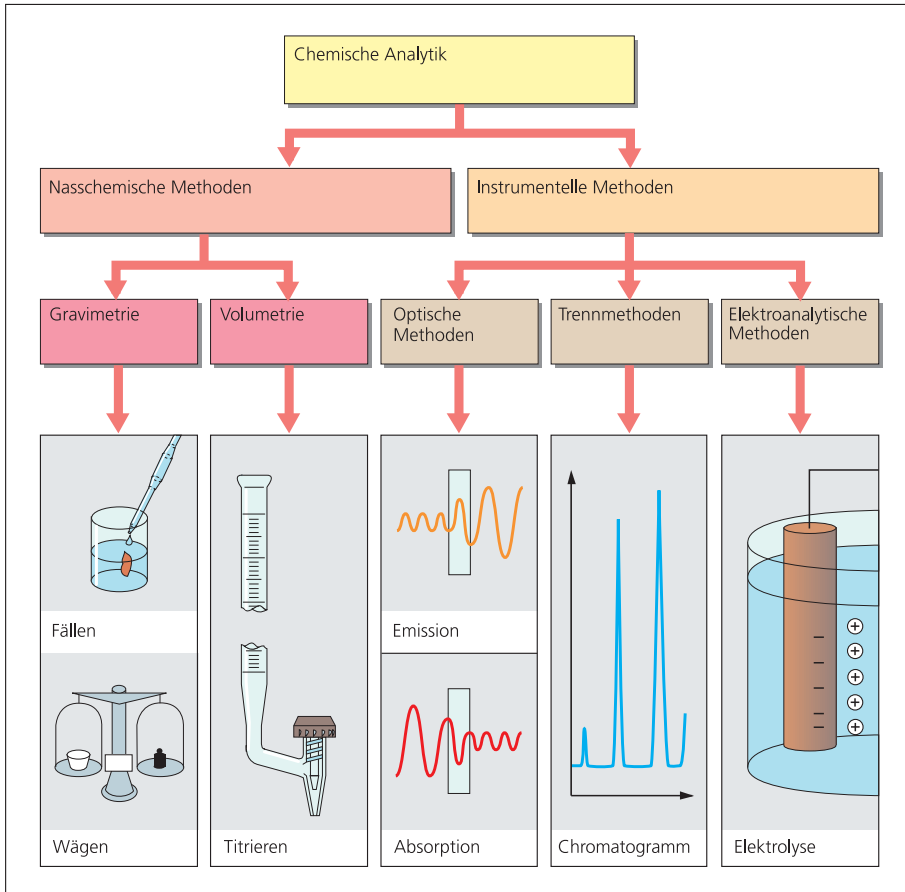 Chemische Analytik
Nasschemische Methoden
Instrumentelle Methoden
Gravimetrie
Volumetrie
Optische
Methoden
Trennmethoden
Elektroanalytische
Methoden
Fällen
Wägen
Titrieren
Emission
Absorption
Chromatogramm
Elektrolyse